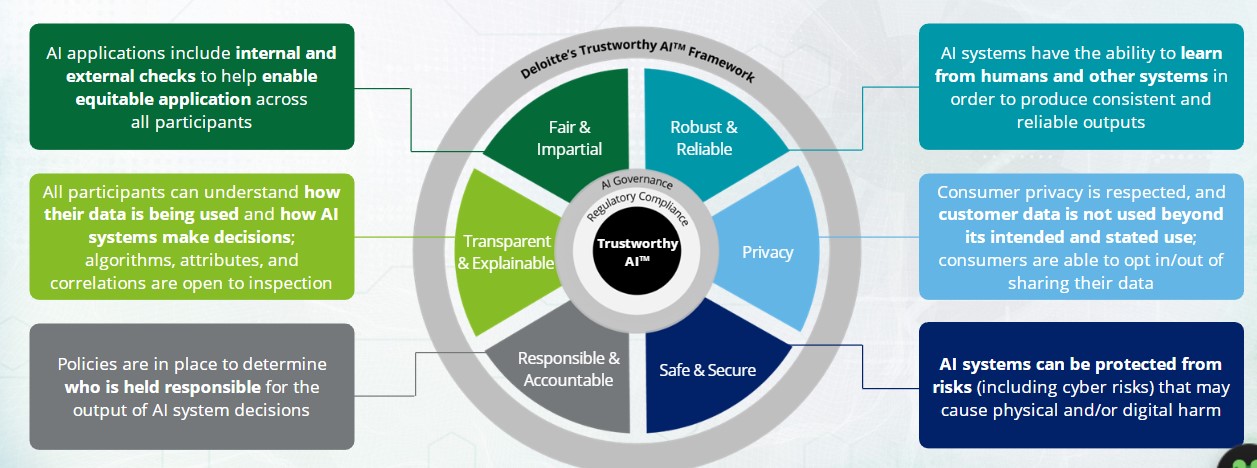 Deloitte's Trustworthy AI™ Framework
AI applications include internal and
external checks to help enable
equitable application across
all participants
All participants can understand how
their data is being used and how AI
systems make decisions;
algorithms, attributes, and
correlations are open to inspection
Policies are in place to determine
who is held responsible for the
output of AI system decisions
Fair &
Impartial
Robust &
Reliable
Transparent
& Explainable
AI Governance
Regulatory Compliance
Trustworthy
AI™
Privacy
Responsible &
Accountable
Safe & Secure
AI systems have the ability to learn
from humans and other systems in
order to produce consistent and
reliable outputs
Consumer privacy is respected, and
customer data is not used beyond
its intended and stated use;
consumers are able to opt in/out of
sharing their data
AI systems can be protected from
risks (including cyber risks) that may
cause physical and/or digital harm